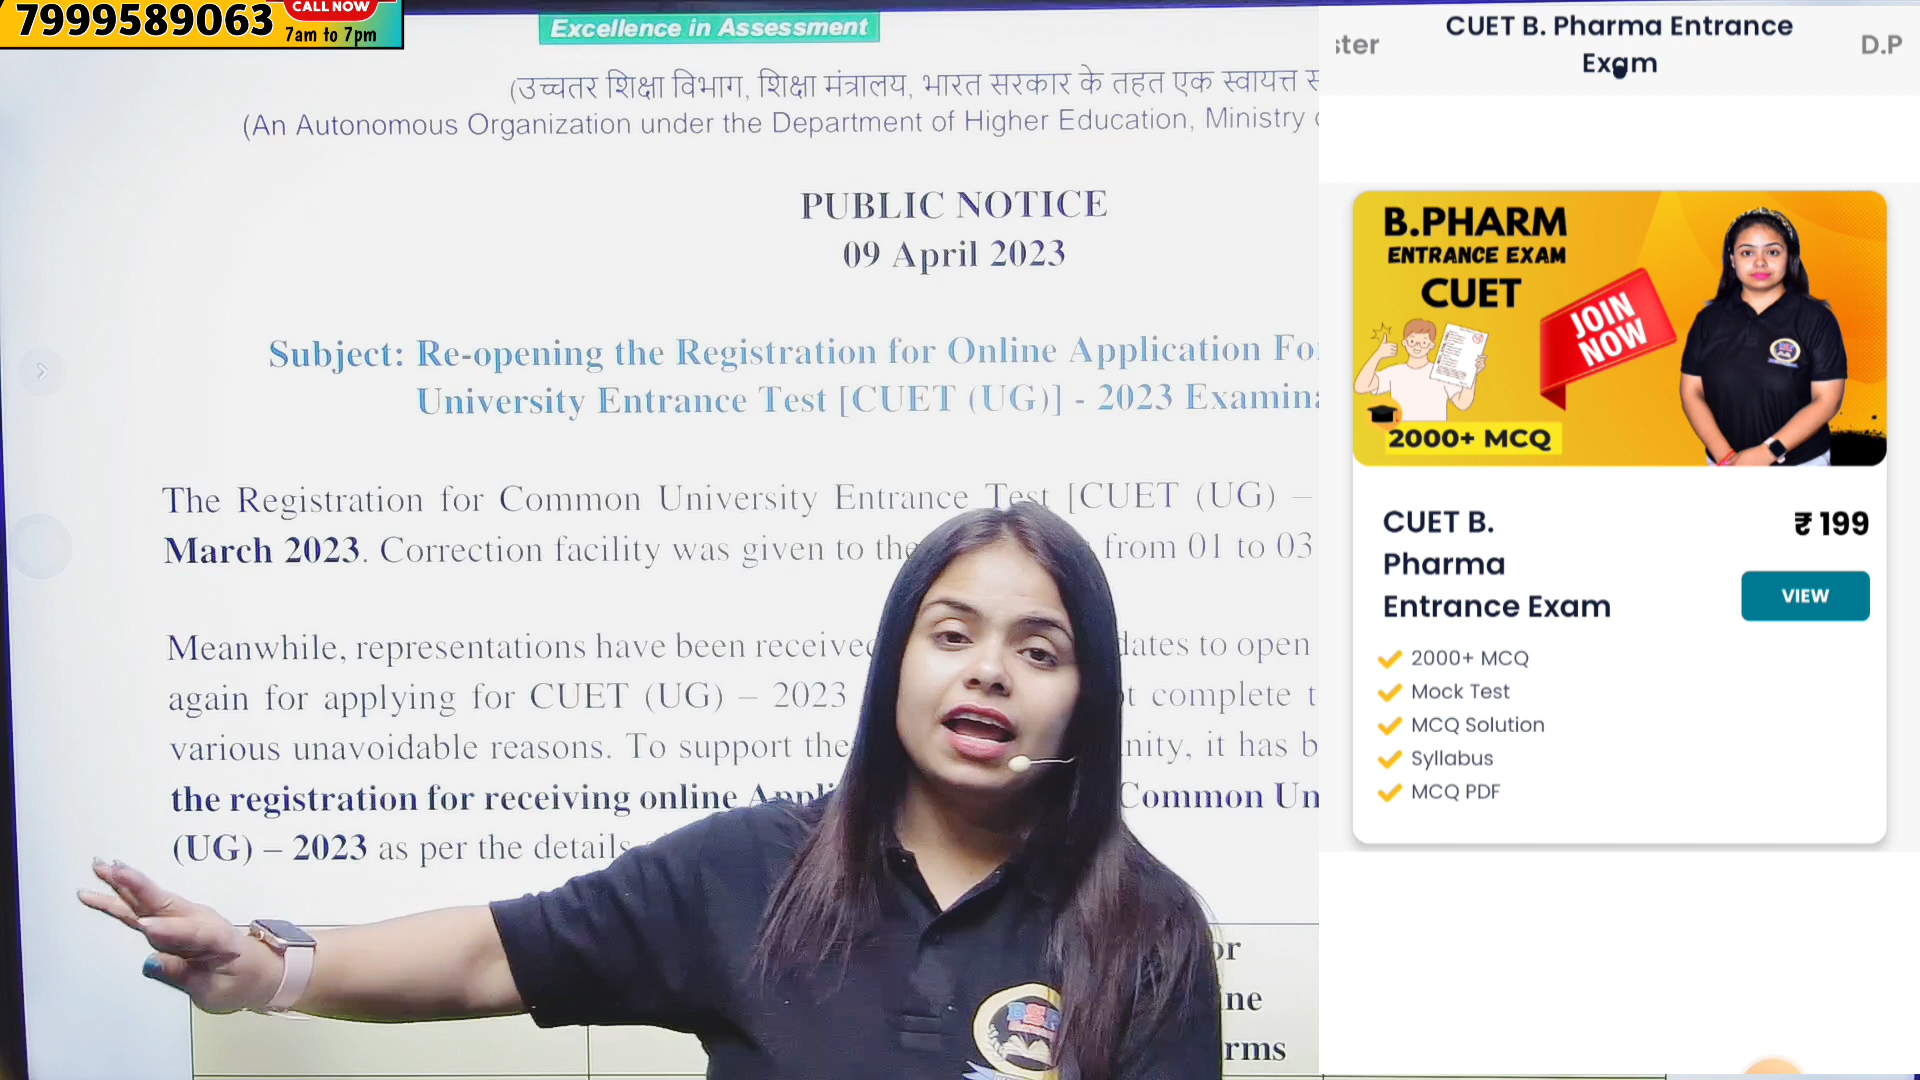 7999589063
CALL NOW
7am to 7pm
Excellence in Assessment
(उच्चतर शिक्षा विभाग, शिक्षा मंत्रालय, भारत सरकार के तहत एक स्वायत्त
(An Autonomous Organization under the Department of Higher Education, Ministry
PUBLIC NOTICE
09 April 2023
Subject: Re-opening the Registration for Online Application
University Entrance Test [CUET (UG)] - 2023
The Registration for Common University Entrance Test [CUET (UG) –
March 2023. Correction facility was given to the from 01 to 03
Meanwhile, representations have been to open
again for applying for CUET (UG) – 2023 complete
various unavoidable reasons. To support it has
the registration for receiving online Common
(UG) – 2023 as per the details
CUET B. Pharma Entrance
Exam
D.P
B.PHARM
ENTRANCE EXAM
CUET
JOIN
NOW
2000+ MCQ
CUET B.
Pharma
Entrance Exam
₹ 199
VIEW
2000+ MCQ
Mock Test
MCQ Solution
Syllabus
MCQ PDF